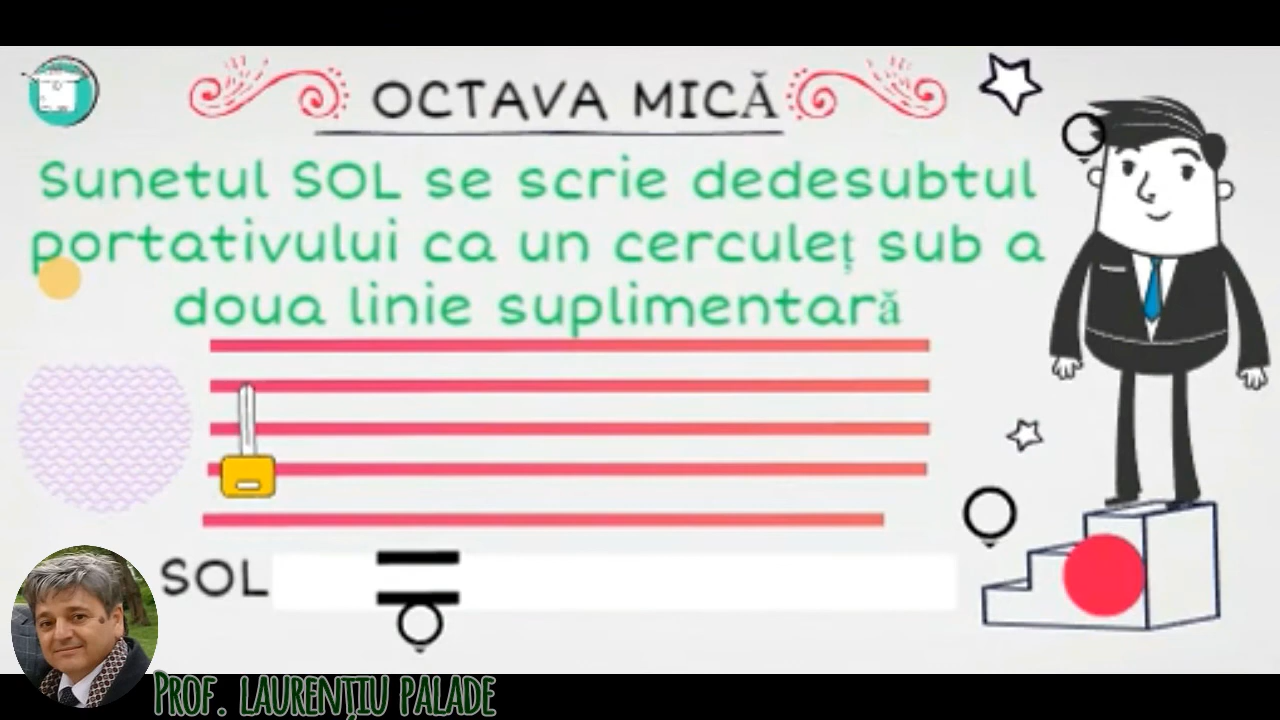 OCTAVA MICĂ
Sunetul SOL se scrie dedesubtul
portativului ca un cerculeț sub a
doua linie suplimentară
SOL
PROF. LAURENȚIU PALADE